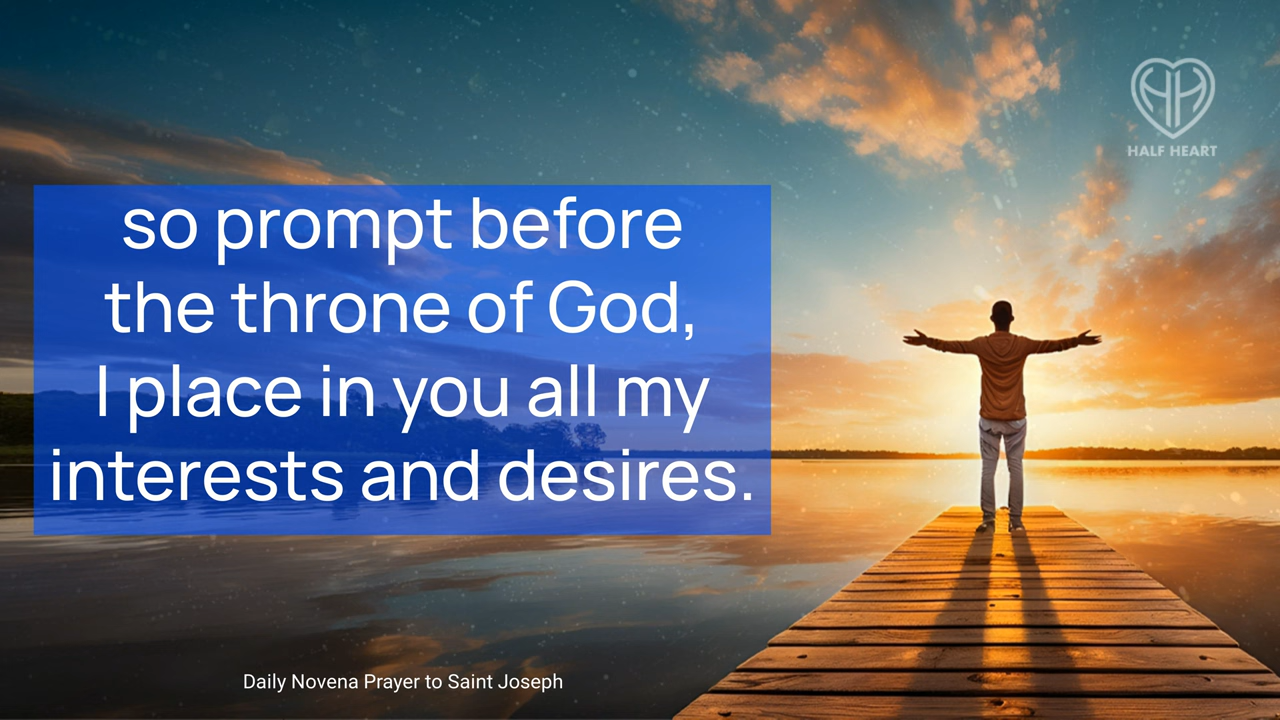 HALF HEART
so prompt before
the throne of God,
I place in you all my
interests and desires.
Daily Novena Prayer to Saint Joseph